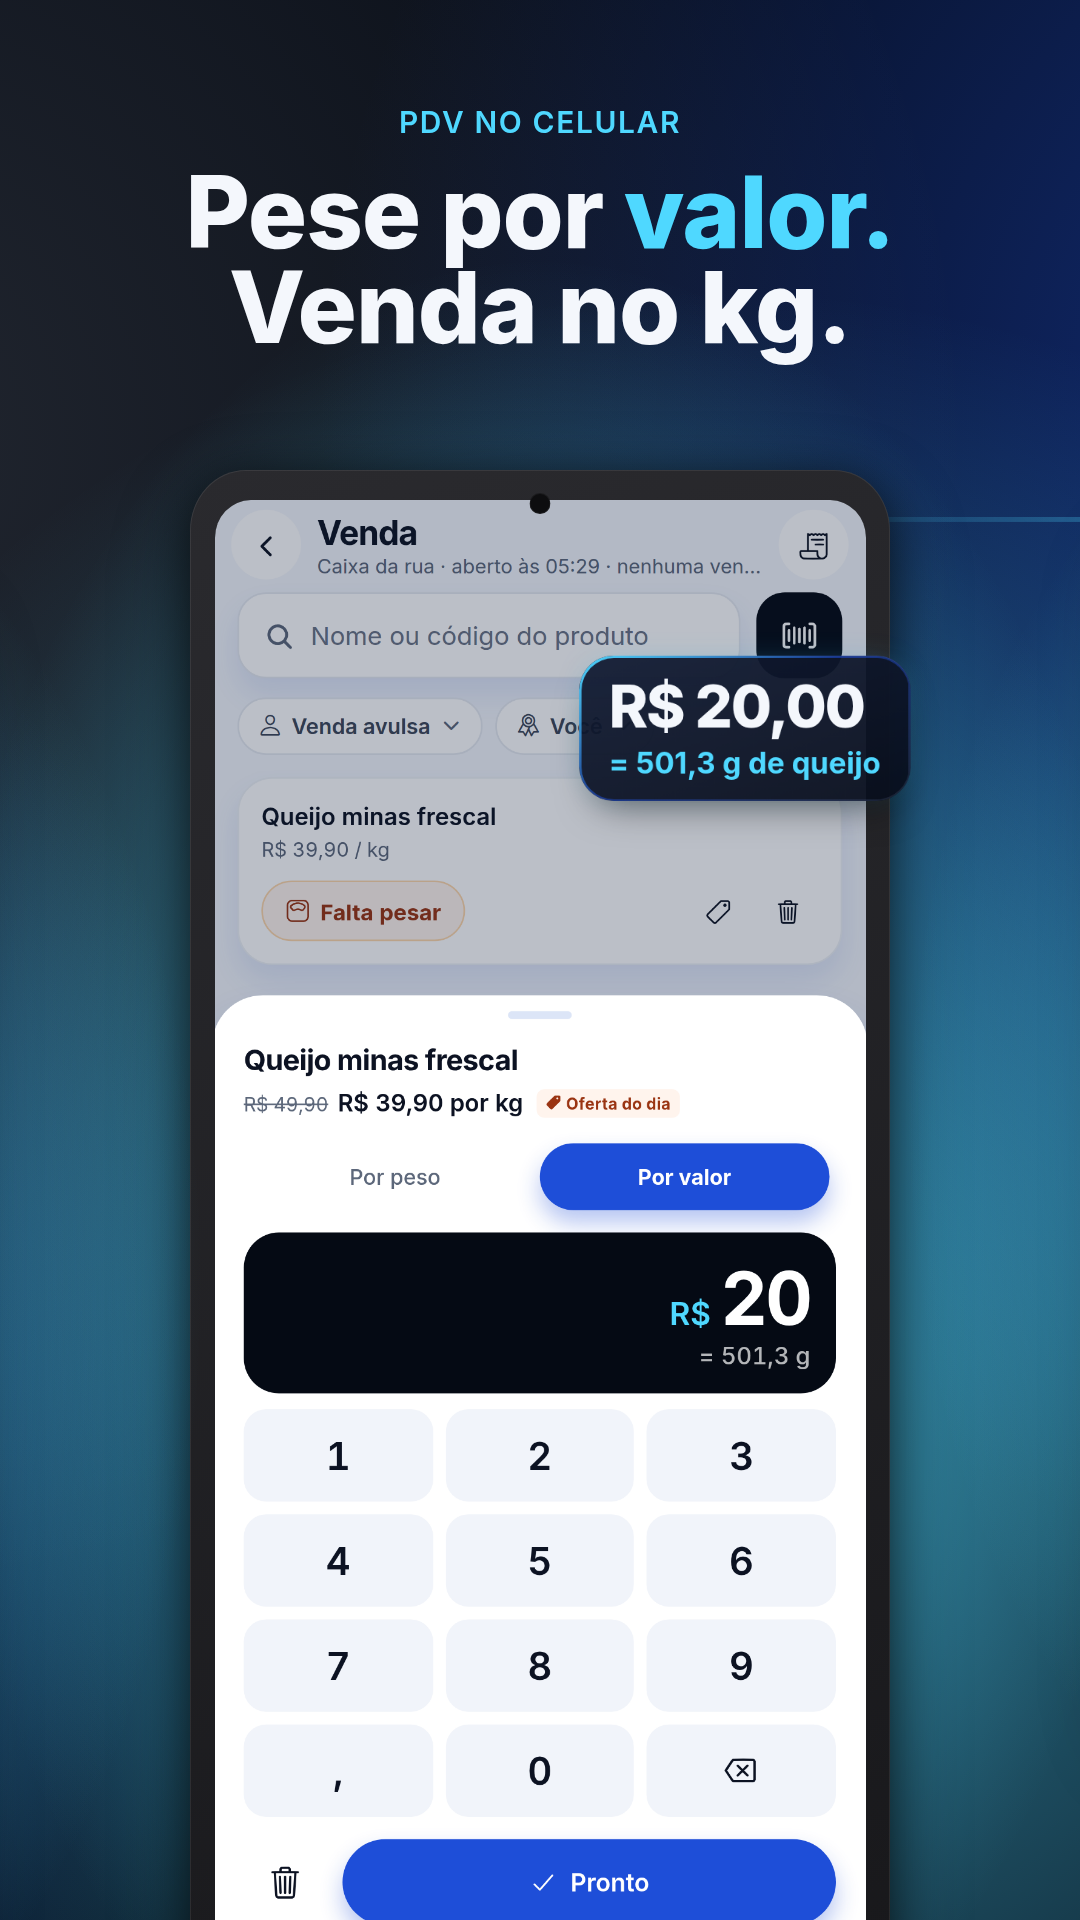 PDV NO CELULAR
Pese por valor.
Venda no kg.
Venda
Caixa da rua · aberto às 05:29 · nenhuma ven...
Nome ou código do produto
R$ 20,00
= 501,3 g de queijo
Venda avulsa
Você
Queijo minas frescal
R$ 39,90 / kg
Falta pesar
Queijo minas frescal
R$ 49,90 R$ 39,90 por kg Oferta do dia
Por peso Por valor
R$ 20
= 501,3 g
1 2 3
4 5 6
7 8 9
, 0
Pronto